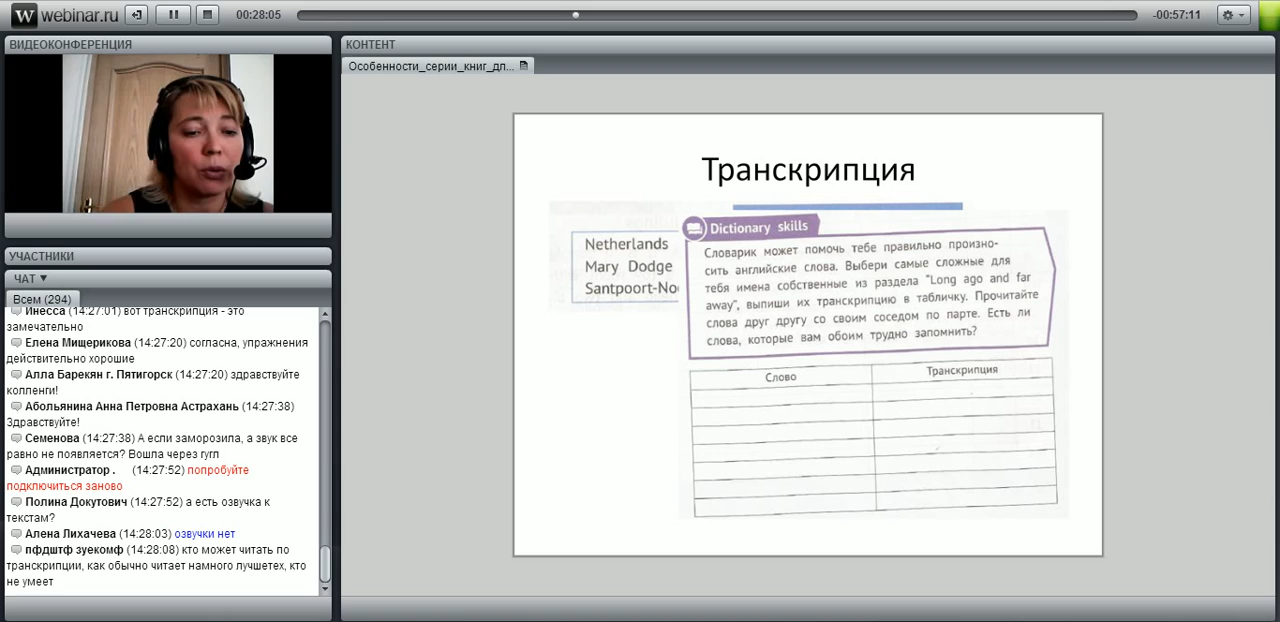 webinar.ru
00:28:05
-00:57:11
ВИДЕОКОНФЕРЕНЦИЯ
УЧАСТНИКИ
ЧАТ
Всем (294)
Инесса (14:27:01) вот транскрипция - это
замечательно
Елена Мищерикова (14:27:20) согласна, упражнения
действительно хорошие
Алла Барекян г. Пятигорск (14:27:20) здравствуйте
колленги!
Абольянина Анна Петровна Астрахань (14:27:38)
Здравствуйте!
Семенова (14:27:38) А если заморозила, а звук все
равно не появляется? Вошла через гугл
Администратор . (14:27:52) попробуйте
подключиться заново
Полина Докутович (14:27:52) а есть озвучка к
текстам?
Алена Лихачева (14:28:03) озвучки нет
пфдштф зуекомф (14:28:08) кто может читать по
транскрипции, как обычно читает намного лучшетех, кто
не умеет
КОНТЕНТ
Особенности_серии_книг_дл...
Транскрипция
Netherlands
Mary Dodge
Santpoort-No
Dictionary skills
Словарик может помочь тебе правильно произно-
сить английские слова. Выбери самые сложные для
тебя имена собственные из раздела "Long ago and far
away", выпиши их транскрипцию в табличку. Прочитайте
слова друг другу со своим соседом по парте. Есть ли
слова, которые вам обоим трудно запомнить?
Слово Транскрипция